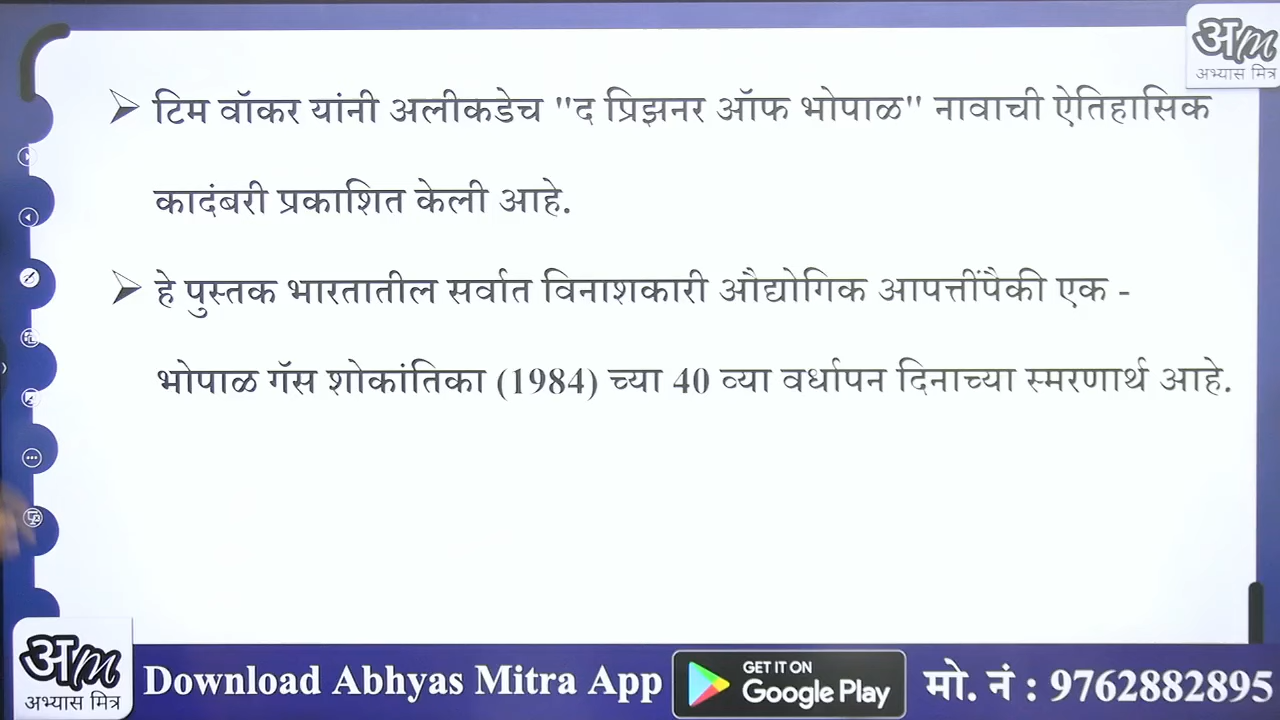 अm
अभ्यास मित्र
टिम वॉकर यांनी अलीकडेच "द प्रिझनर ऑफ भोपाळ" नावाची ऐतिहासिक
कादंबरी प्रकाशित केली आहे.
हे पुस्तक भारतातील सर्वात विनाशकारी औद्योगिक आपत्तींपैकी एक -
भोपाळ गॅस शोकांतिका (1984) च्या 40 व्या वर्धापन दिनाच्या स्मरणार्थ आहे.
अm
अभ्यास मित्र
Download Abhyas Mitra App
GET IT ON
Google Play
मो. नं : 9762882895